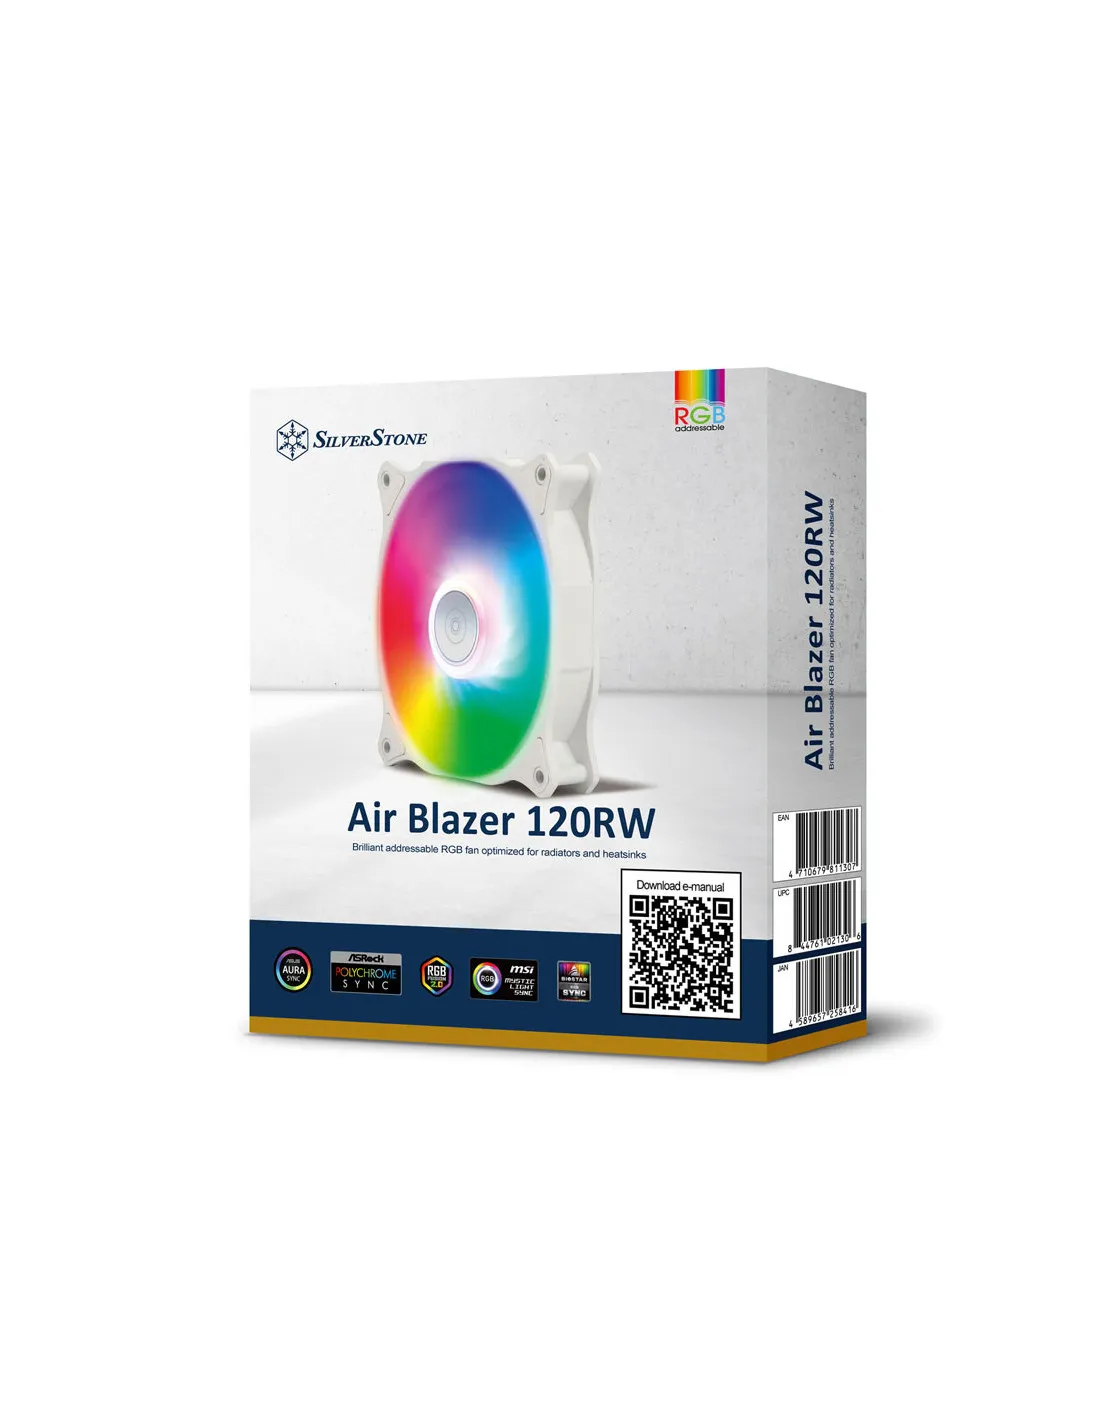 SILVERSTONE
RGB
addressable
Air Blazer 120RW
Brilliant addressable RGB fan optimized for radiators and heatsinks
Download e-manual
ASUS
AURA
SYNC
ASRock
POLYCHROME
SYNC
RGB
FUSION
2.0
RGB
msi
MYSTIC
LIGHT
SYNC
BIOSTAR
SYNC
Air Blazer 120RW
Brilliant addressable RGB fan optimized for radiators and heatsinks
EAN
4 710679 811307
UPC
8 44761 02130 6
JAN
4 589657 258416